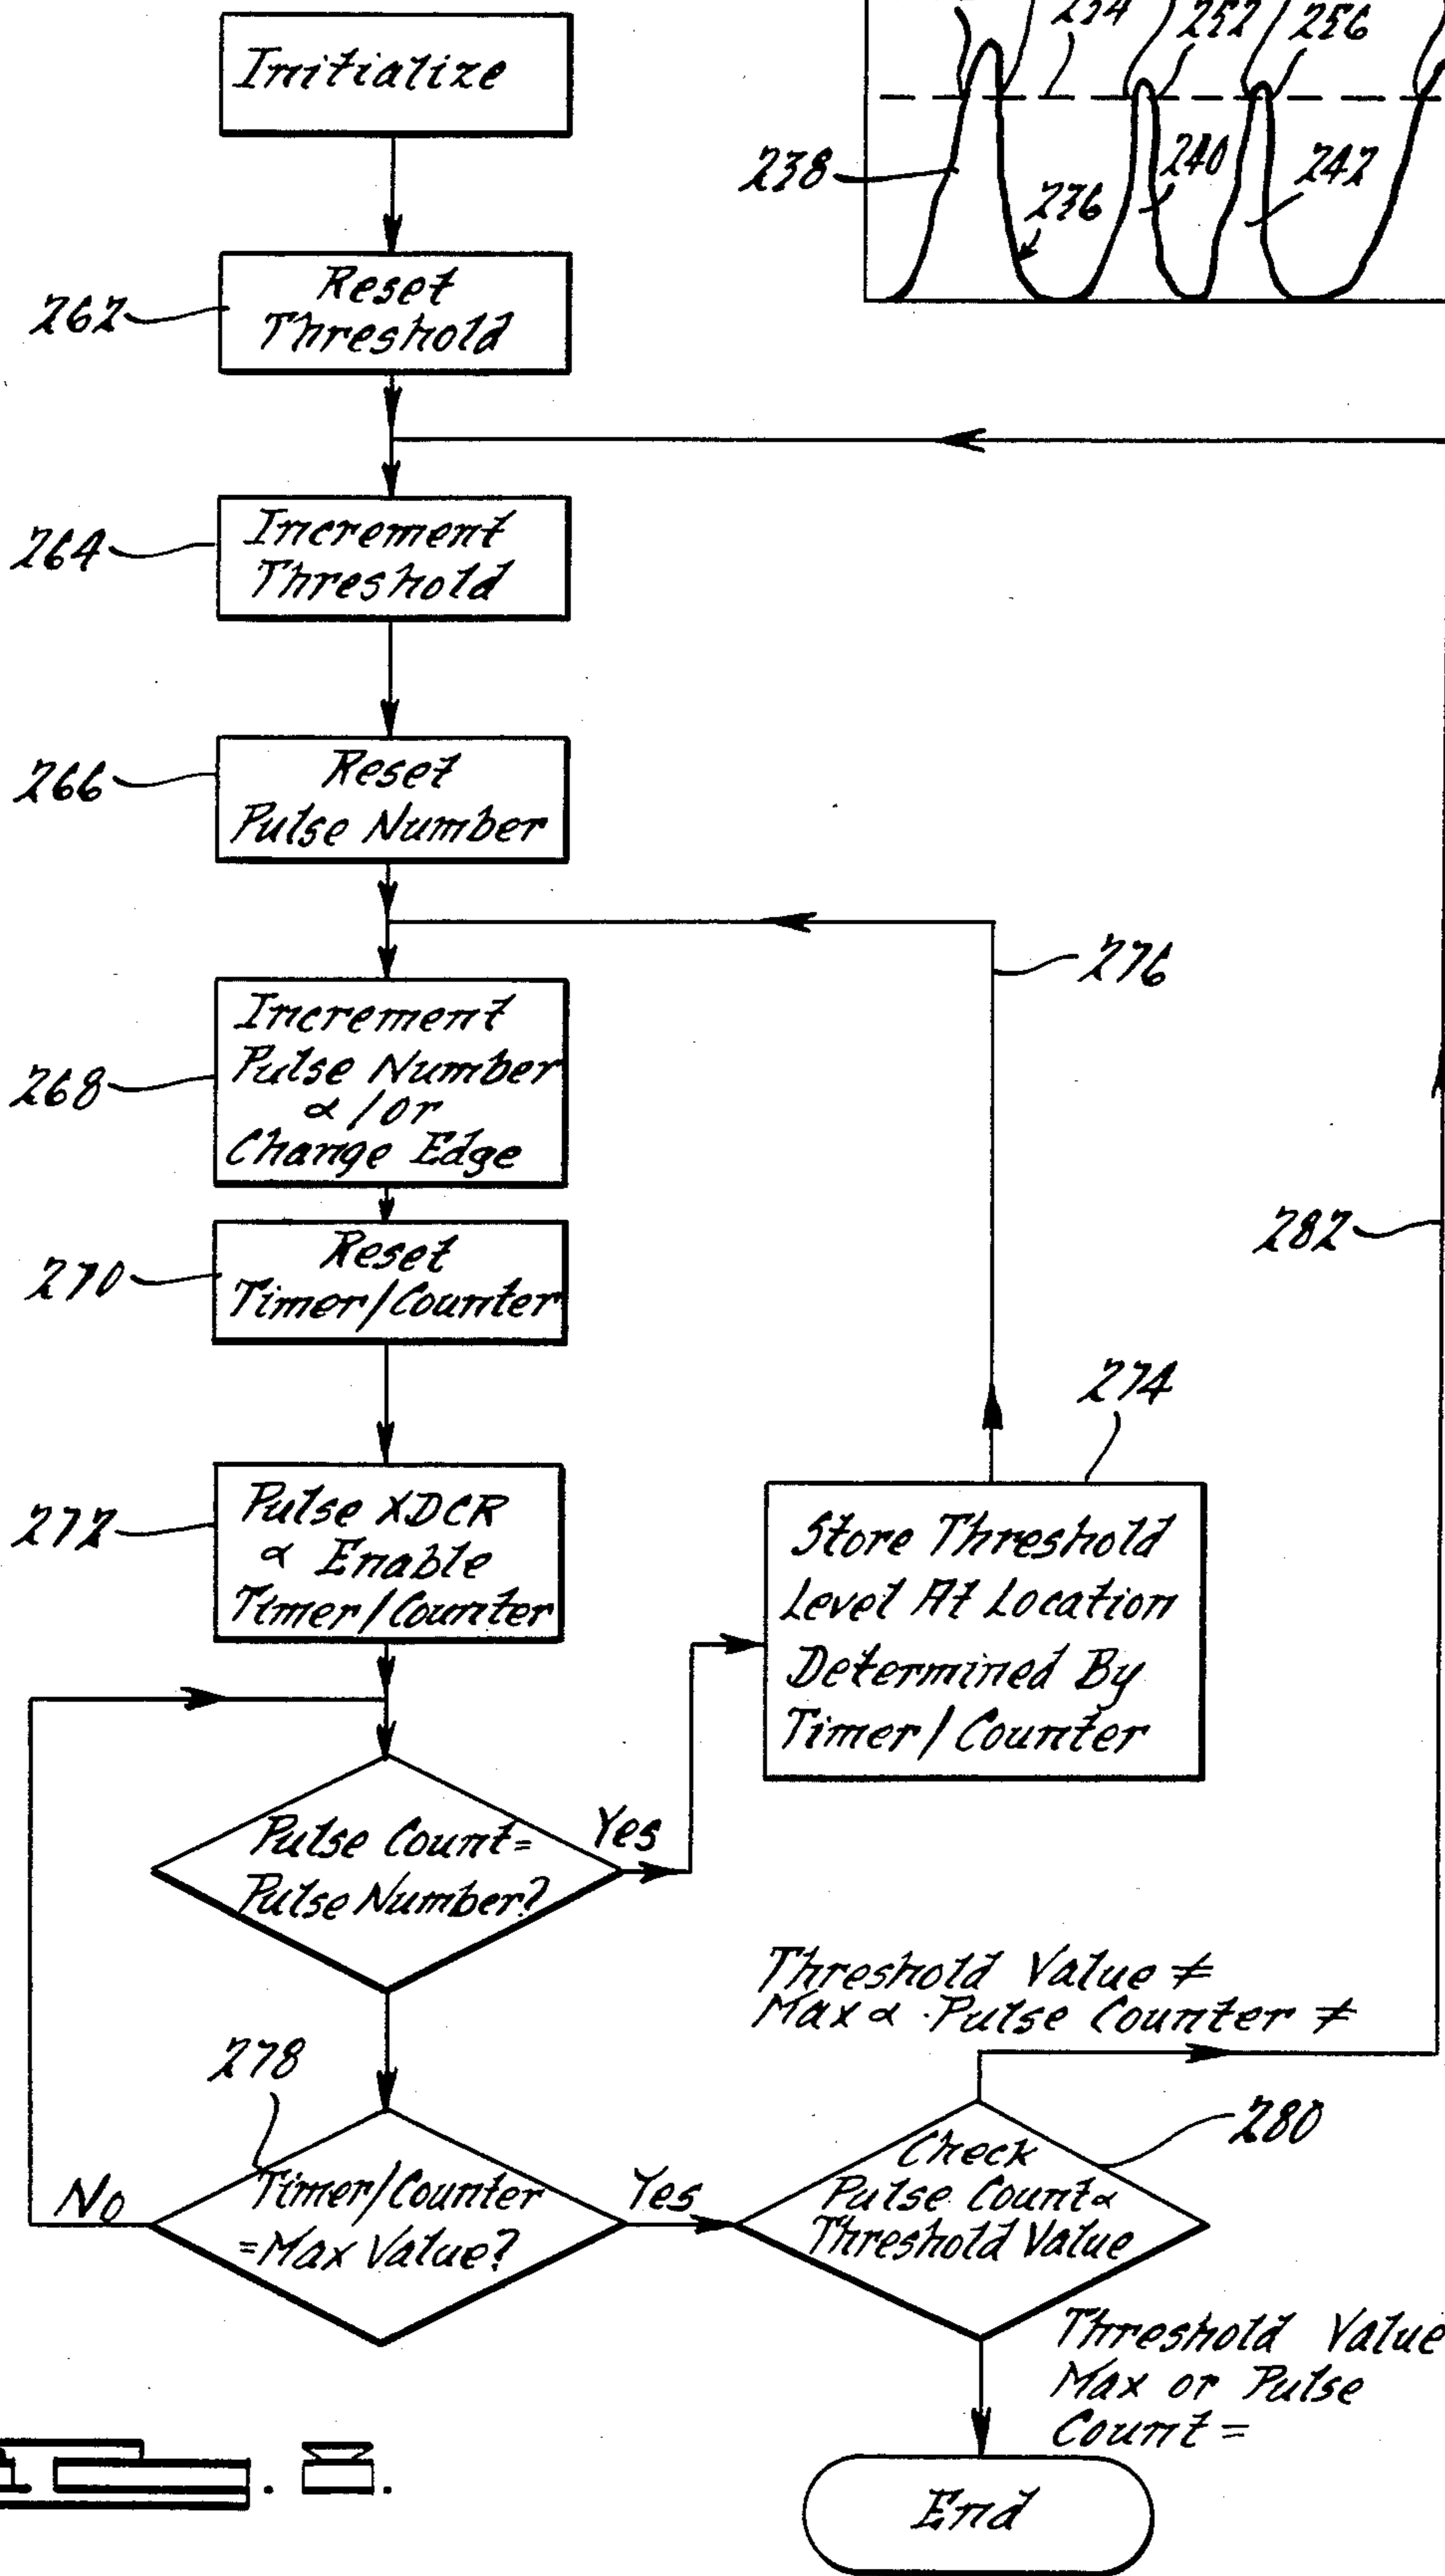 Initialize
252
256
238
240
242
236
262
Reset
Threshold
264
Increment
Threshold
266
Reset
Pulse Number
276
268
Increment
Pulse Number
∝/or
Change Edge
282
270
Reset
Timer/Counter
274
272
Pulse XDCR
∝ Enable
Timer/Counter
Store Threshold
Level At Location
Determined By
Timer/Counter
Pulse Count=
Pulse Number?
Yes
Threshold Value ≠
Max ∝ Pulse Counter ≠
278
280
No
Timer/Counter
=Max Value?
Yes
Check
Pulse Count ∝
Threshold Value
Threshold Value
Max or Pulse
Count =
End